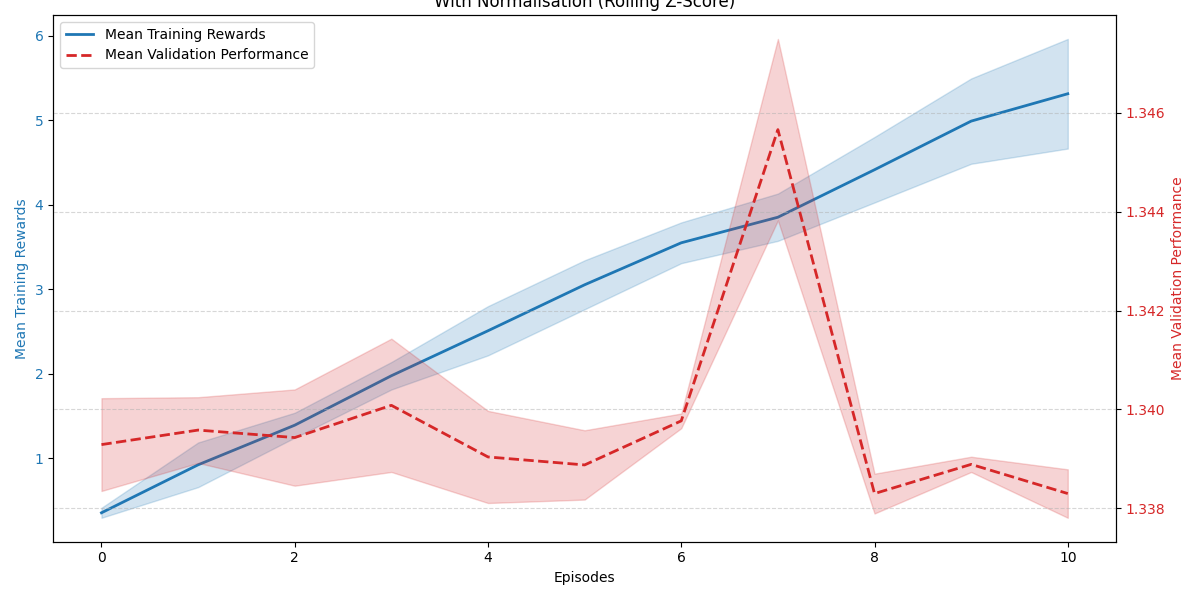 With Normalisation (Rolling Z-Score)
Mean Training Rewards
Mean Validation Performance
6
5
4
3
2
1
Mean Training Rewards
1.346
1.344
1.342
1.340
1.338
Mean Validation Performance
0 2 4 6 8 10
Episodes